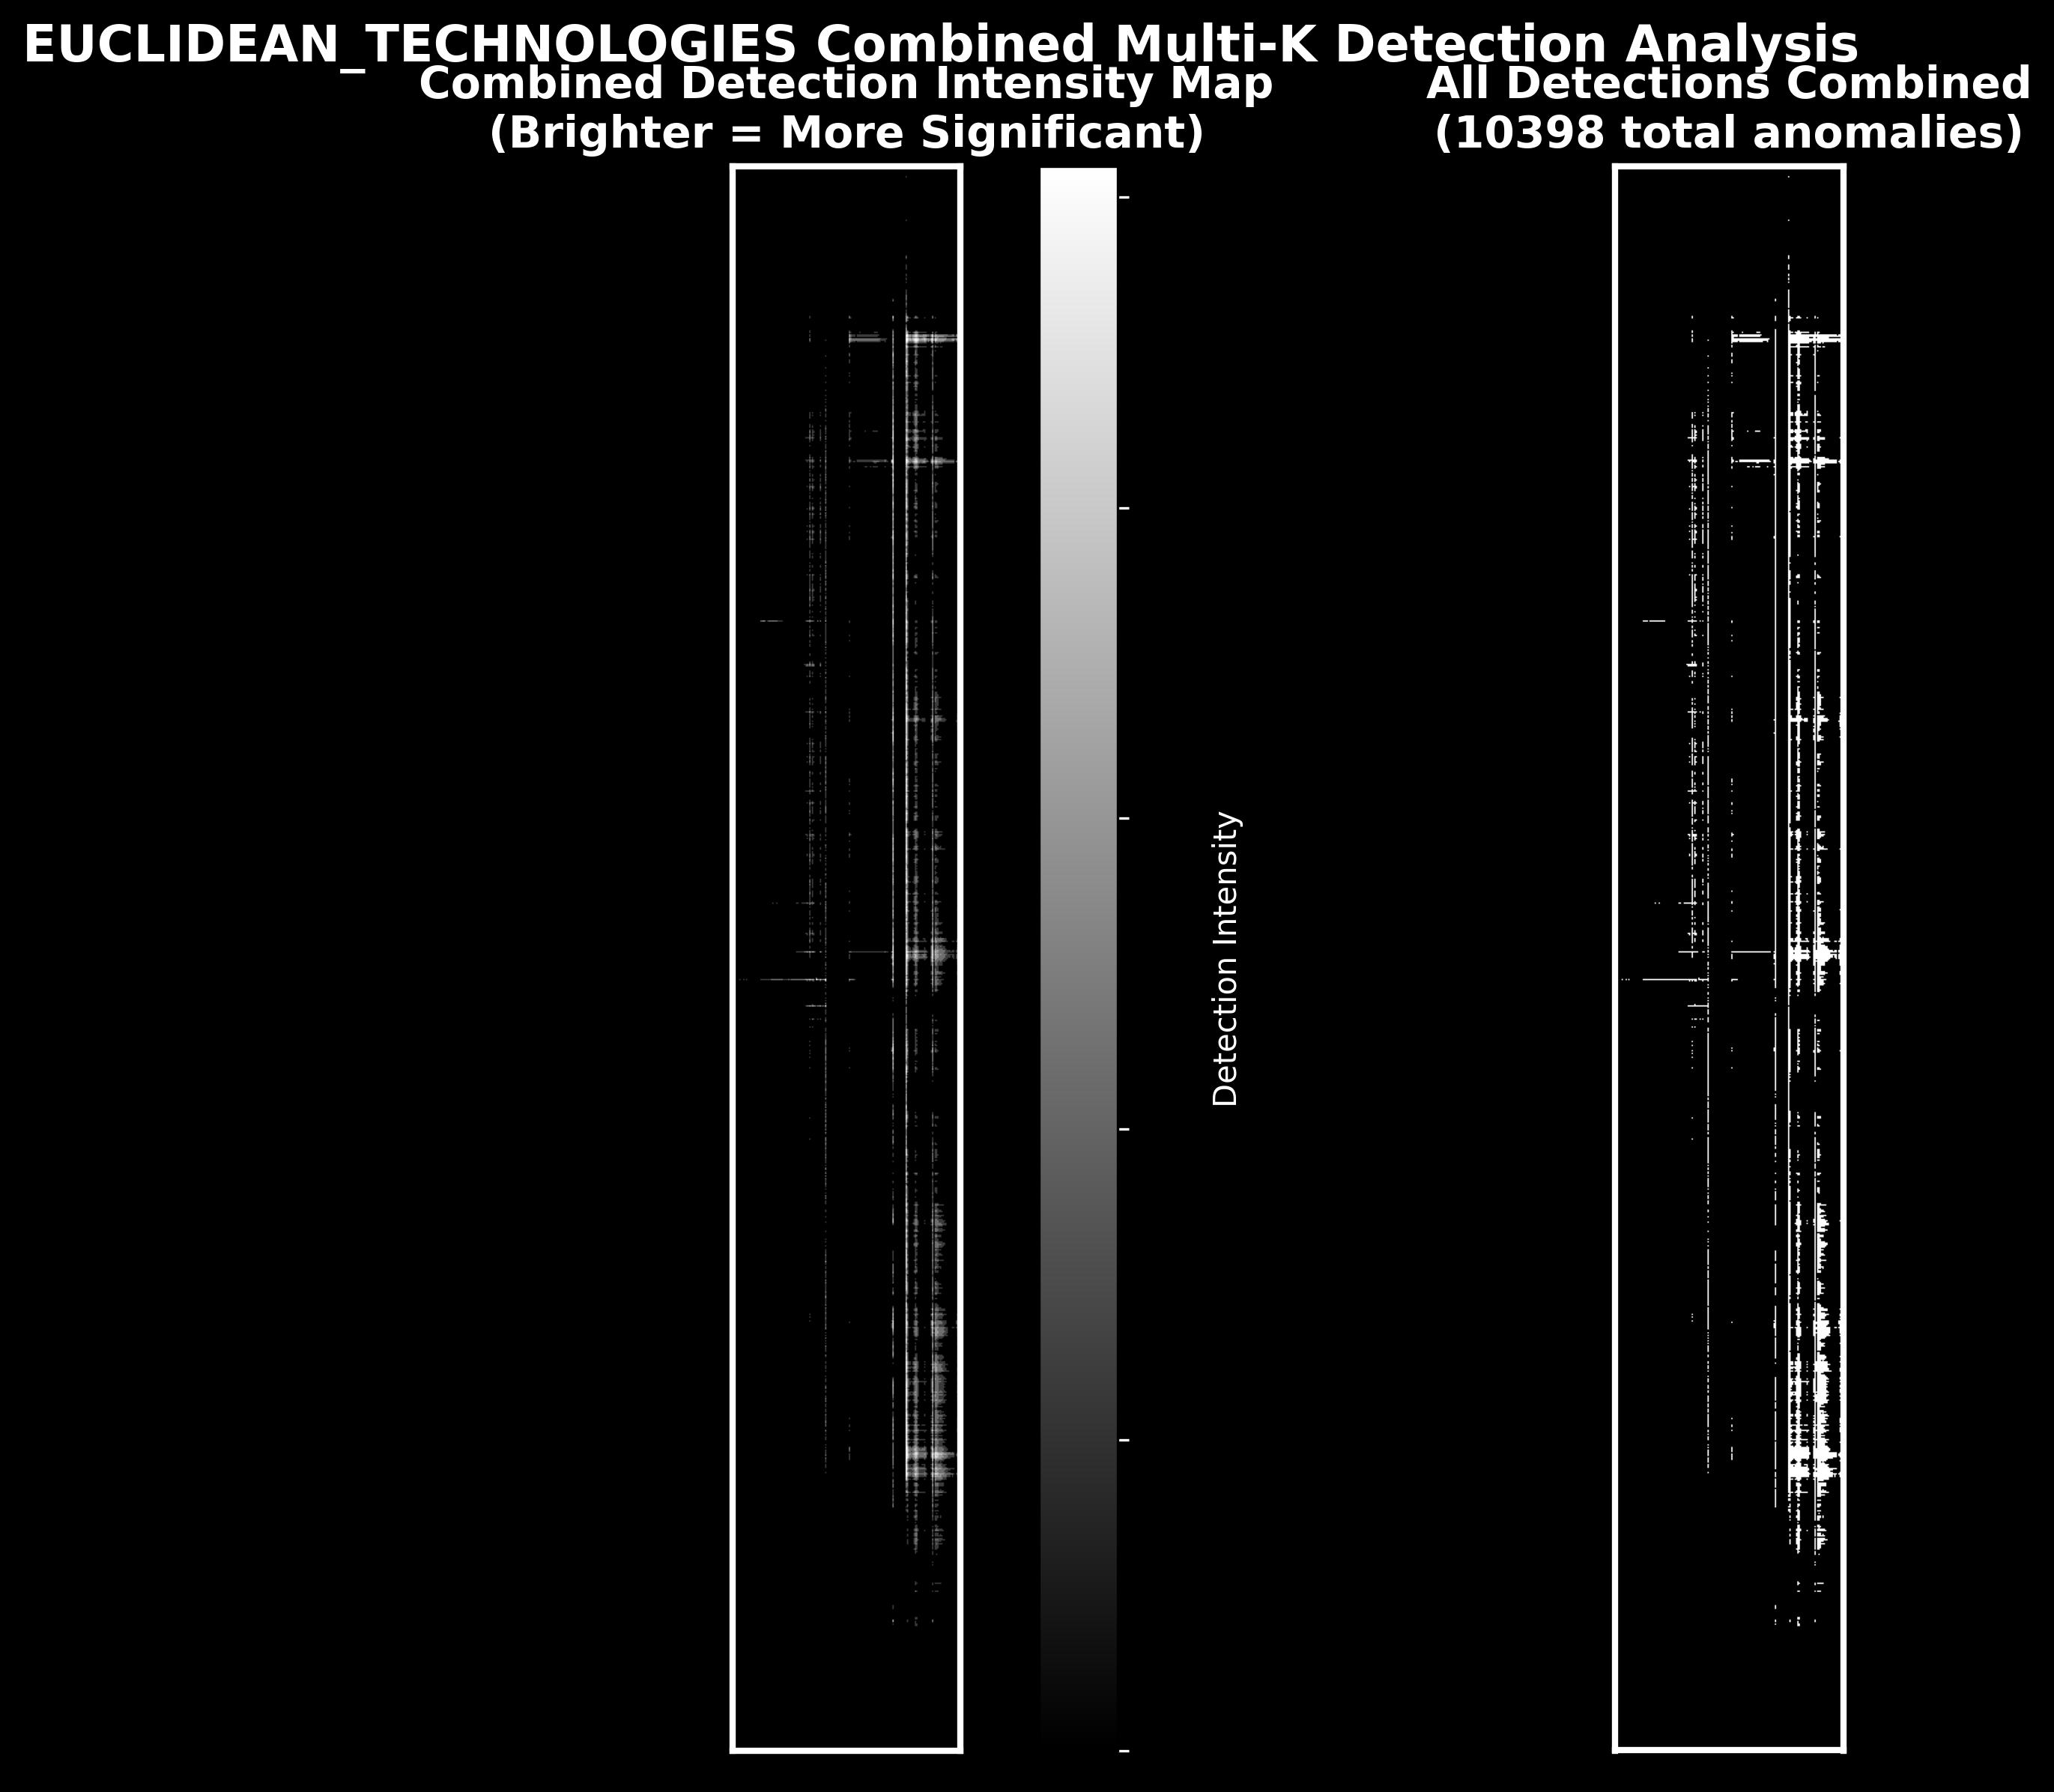 EUCLIDEAN_TECHNOLOGIES Combined Multi-K Detection Analysis
Combined Detection Intensity Map
(Brighter = More Significant)
All Detections Combined
(10398 total anomalies)
Detection Intensity